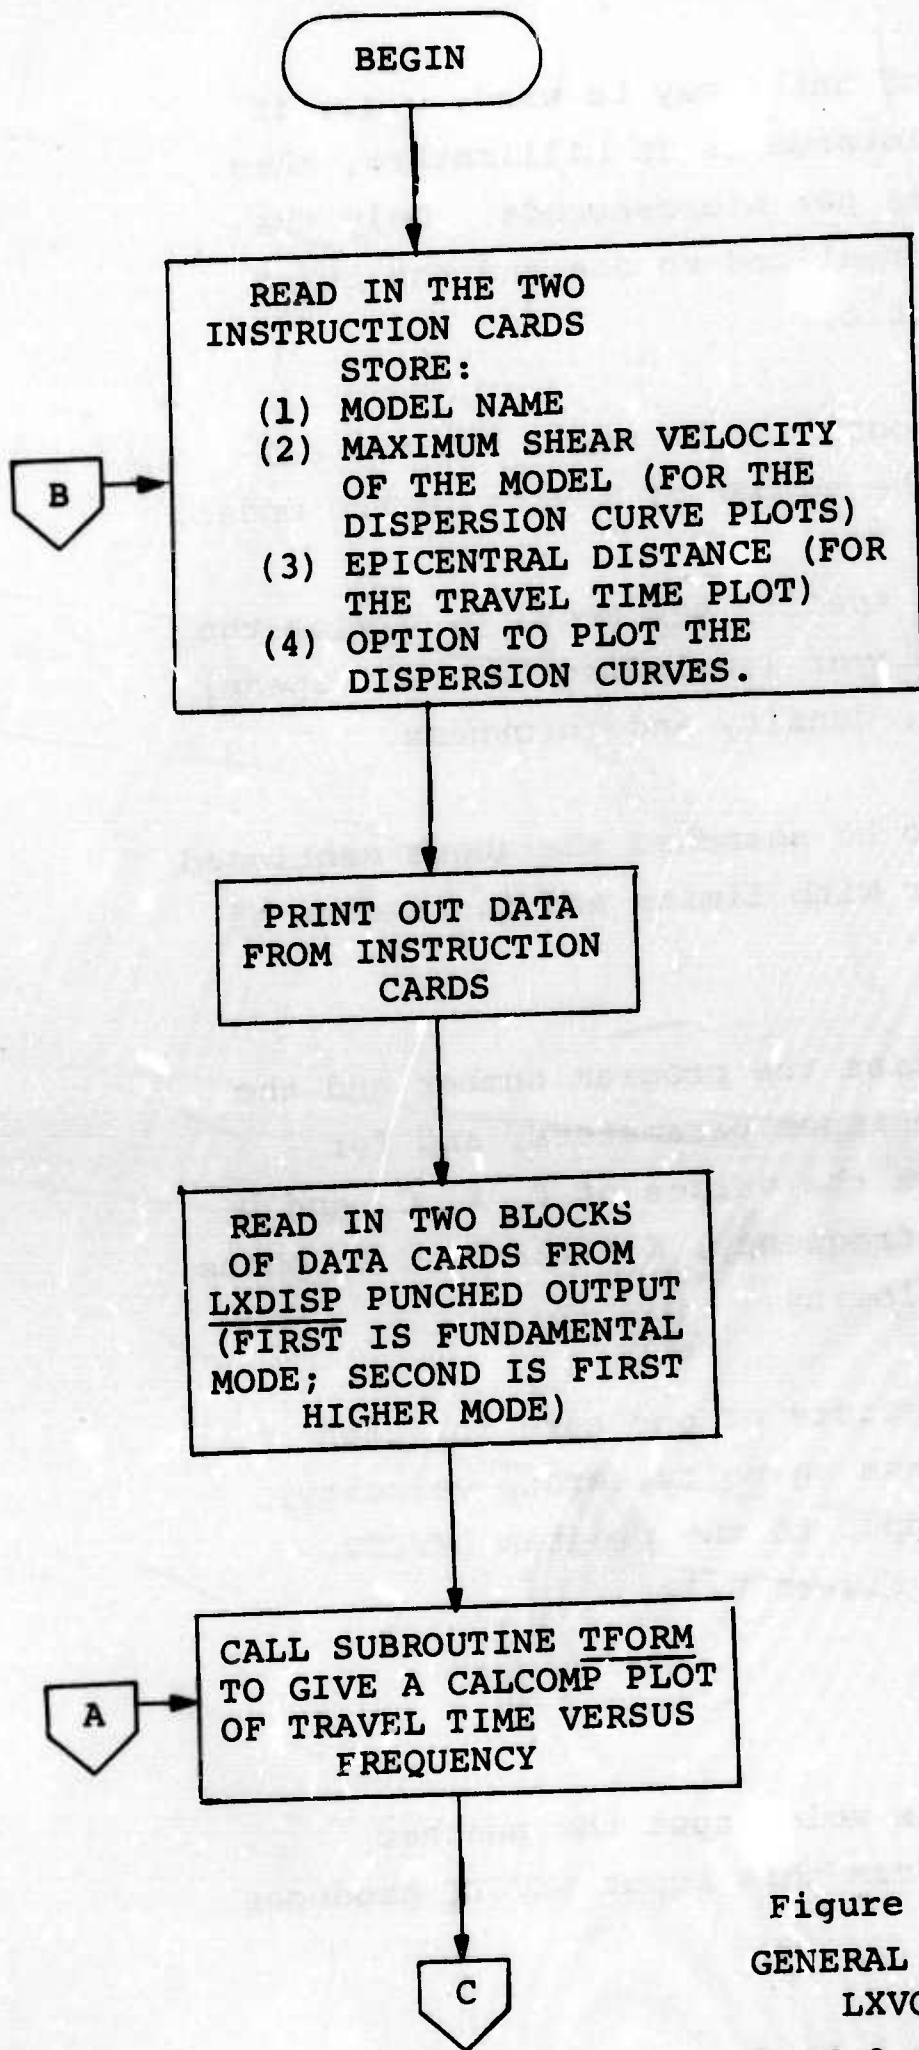 BEGIN
READ IN THE TWO
INSTRUCTION CARDS
STORE:
(1) MODEL NAME
(2) MAXIMUM SHEAR VELOCITY
OF THE MODEL (FOR THE
DISPERSION CURVE PLOTS)
(3) EPICENTRAL DISTANCE (FOR
THE TRAVEL TIME PLOT)
(4) OPTION TO PLOT THE
DISPERSION CURVES.
B
PRINT OUT DATA
FROM INSTRUCTION
CARDS
READ IN TWO BLOCKS
OF DATA CARDS FROM
LXDISP PUNCHED OUTPUT
(FIRST IS FUNDAMENTAL
MODE; SECOND IS FIRST
HIGHER MODE)
CALL SUBROUTINE TFORM
TO GIVE A CALCOMP PLOT
OF TRAVEL TIME VERSUS
FREQUENCY
A
C
Figure
GENERAL